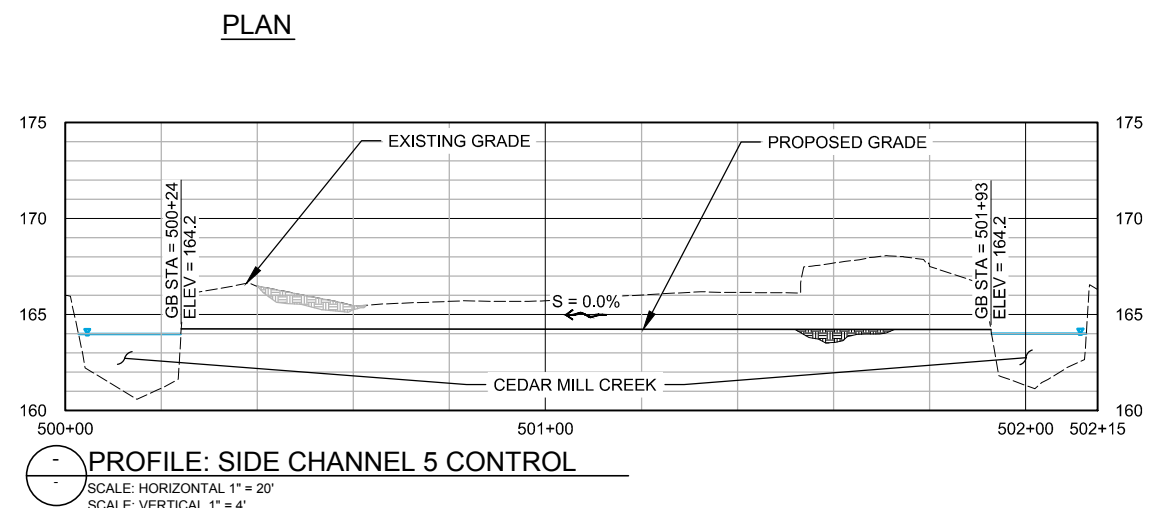 PLAN
175
175
EXISTING GRADE
PROPOSED GRADE
GB STA = 500+24
ELEV = 164.2
GB STA = 501+93
ELEV = 164.2
170
170
S = 0.0%
165
165
CEDAR MILL CREEK
160
160
500+00
501+00
502+00
502+15
-
-
PROFILE: SIDE CHANNEL 5 CONTROL
SCALE: HORIZONTAL 1" = 20'
SCALE: VERTICAL 1" = 4'